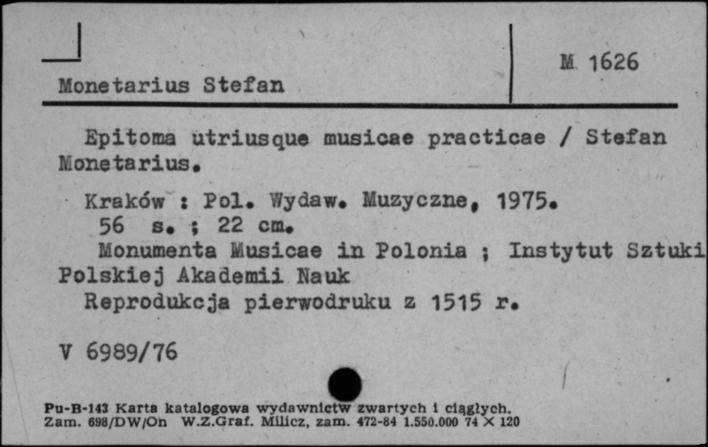 M 1626
Monetarius Stefan
Epitoma utriusque musicae practicae / Stefan
Monetarius.
Kraków : Pol. Wydaw. Muzyczne, 1975.
56 s. ; 22 cm.
Monumenta Musicae in Polonia ; Instytut Sztuki
Polskiej Akademii Nauk
Reprodukcja pierwodruku z 1515 r.
V 6989/76
Pu-B-143 Karta katalogowa wydawnictw zwartych i ciągłych.
Zam. 698/DW/On W.Z.Graf. Milicz, zam. 472-84 1.550.000 74 X 120